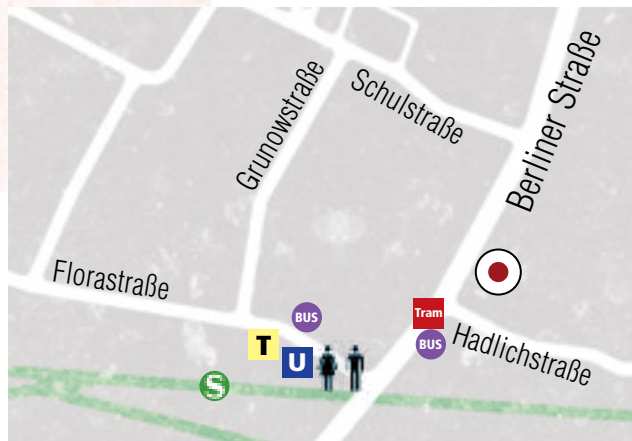 Berliner Straße
Grunowstraße
Schulstraße
Florastraße
BUS
Tram
T
U
BUS
Hadlichstraße
S